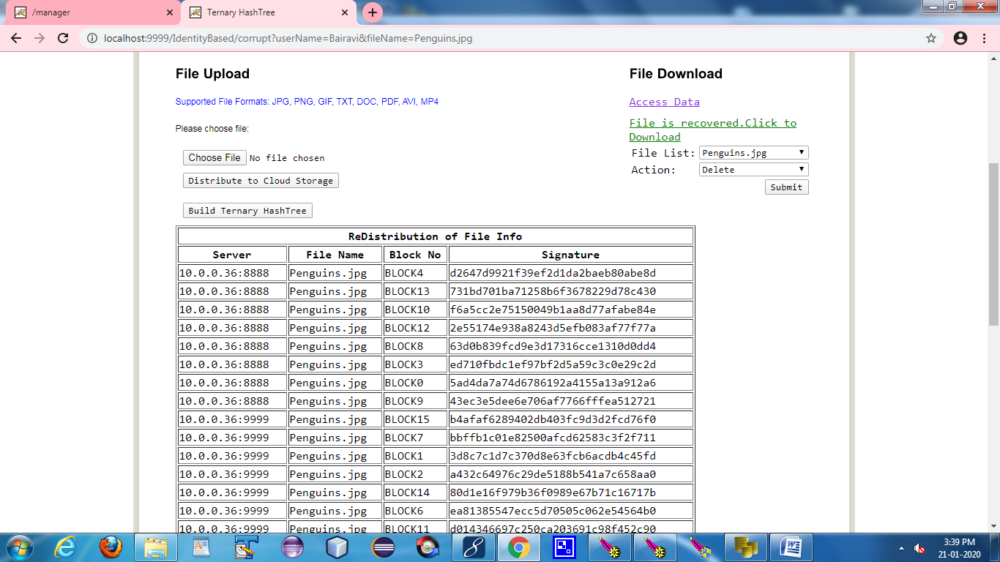 /manager
Ternary HashTree
localhost:9999/IdentityBased/corrupt?userName=Bairavi&fileName=Penguins.jpg
File Upload
Supported File Formats: JPG, PNG, GIF, TXT, DOC, PDF, AVI, MP4
Please choose file:
Choose File No file chosen
Distribute to Cloud Storage
Build Ternary HashTree
File Download
Access Data
File is recovered.Click to
Download
File List: Penguins.jpg
Action: Delete
Submit
ReDistribution of File Info
Server File Name Block No Signature
10.0.0.36:8888 Penguins.jpg BLOCK4 d2647d9921f39ef2d1da2baeb80abe8d
10.0.0.36:8888 Penguins.jpg BLOCK13 731bd701ba71258b6f3678229d78c430
10.0.0.36:8888 Penguins.jpg BLOCK10 f6a5cc2e75150049b1aa8d77afabe84e
10.0.0.36:8888 Penguins.jpg BLOCK12 2e55174e938a8243d5efb083af77f77a
10.0.0.36:8888 Penguins.jpg BLOCK8 63d0b839fcd9e3d17316cce1310d0dd4
10.0.0.36:8888 Penguins.jpg BLOCK3 ed710fbdc1ef97bf2d5a59c3c0e29c2d
10.0.0.36:8888 Penguins.jpg BLOCK0 5ad4da7a74d6786192a4155a13a912a6
10.0.0.36:8888 Penguins.jpg BLOCK9 43ec3e5dee6e706af7766fffea512721
10.0.0.36:9999 Penguins.jpg BLOCK15 b4afaf6289402db403fc9d3d2fcd76f0
10.0.0.36:9999 Penguins.jpg BLOCK7 bbffb1c01e82500afcd62583c3f2f711
10.0.0.36:9999 Penguins.jpg BLOCK1 3d8c7c1d7c370d8e63fcb6acdb4c45fd
10.0.0.36:9999 Penguins.jpg BLOCK2 a432c64976c29de5188b541a7c658aa0
10.0.0.36:9999 Penguins.jpg BLOCK14 80d1e16f979b36f0989e67b71c16717b
10.0.0.36:9999 Penguins.jpg BLOCK6 ea81385547ecc5d70505c062e54564b0
10.0.0.36:9999 Penguins.jpg BLOCK11 d014346697c250ca203691c98f452c90
3:39 PM
21-01-2020